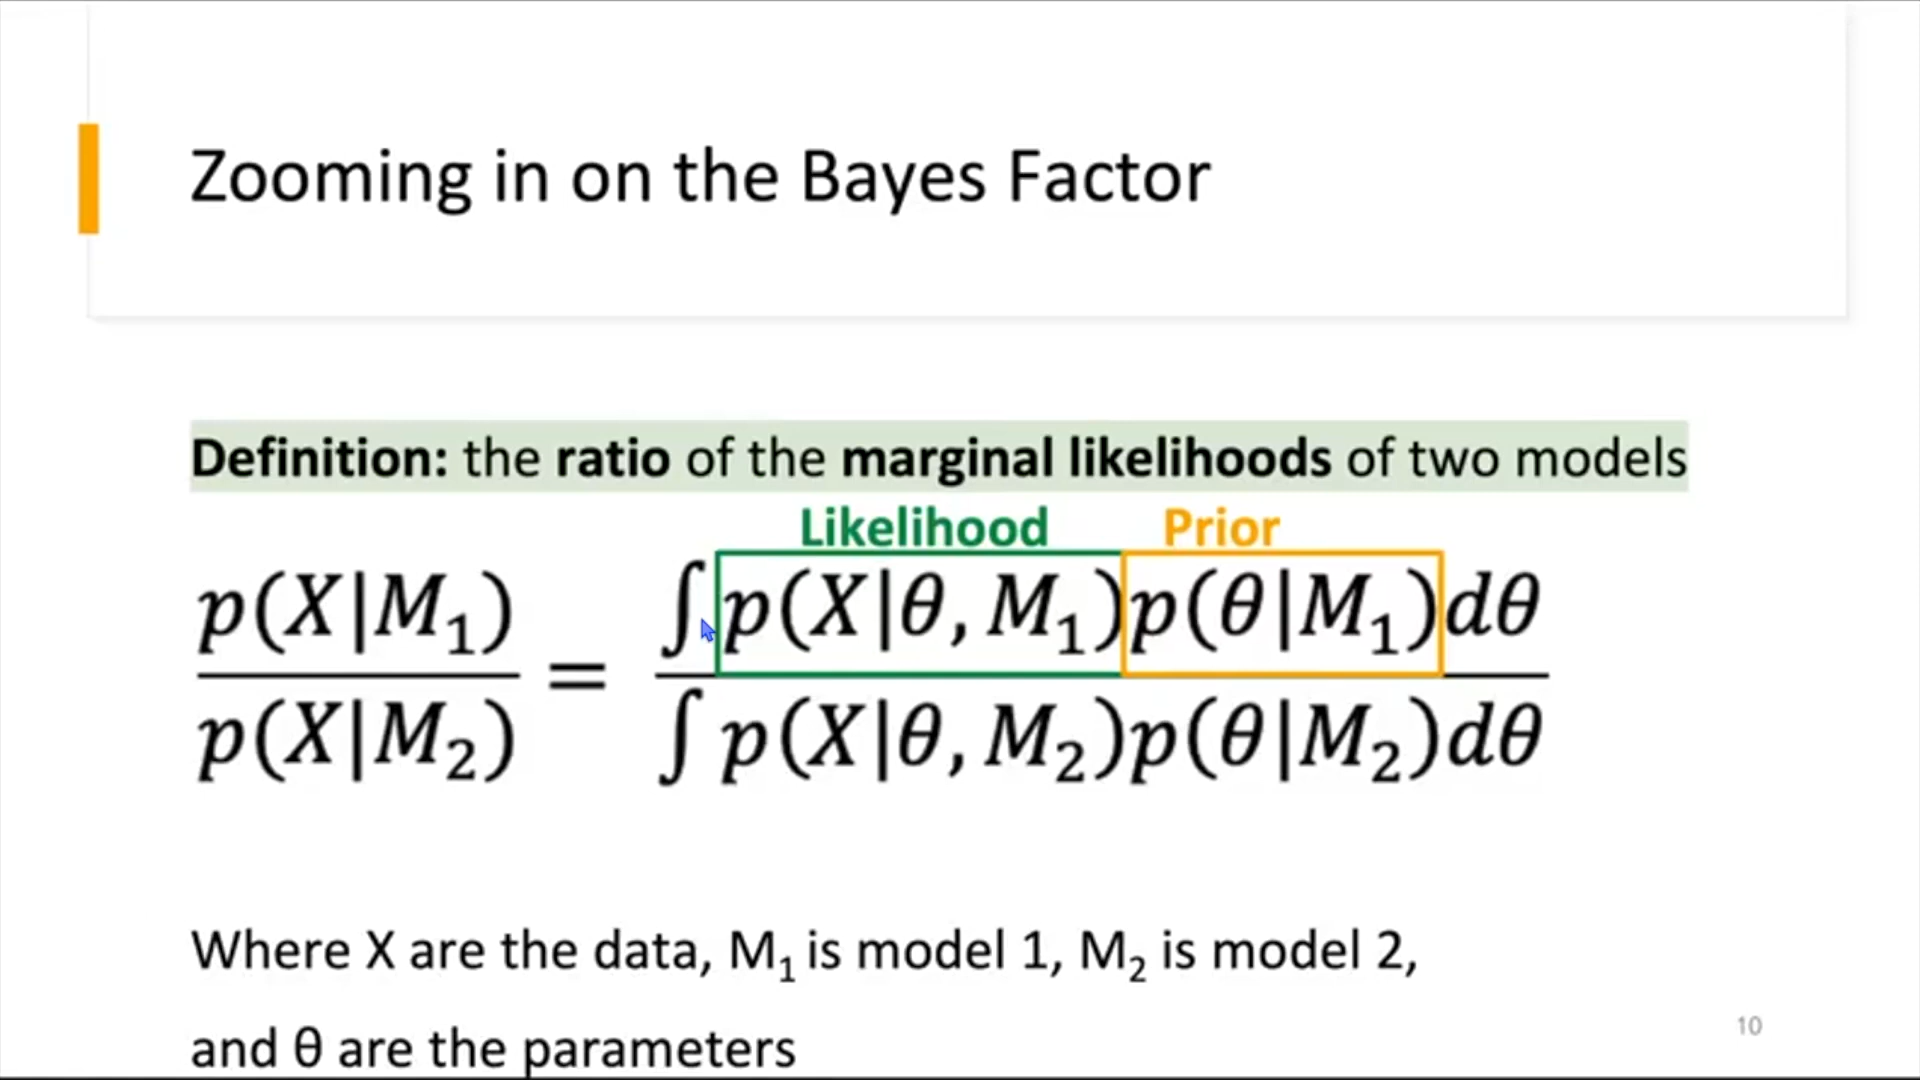 Zooming in on the Bayes Factor
Definition: the ratio of the marginal likelihoods of two models
Likelihood Prior
p(X|M₁) / p(X|M₂) = ∫ p(X|θ, M₁)p(θ|M₁)dθ / ∫ p(X|θ, M₂)p(θ|M₂)dθ
Where X are the data, M₁ is model 1, M₂ is model 2,
and θ are the parameters
10